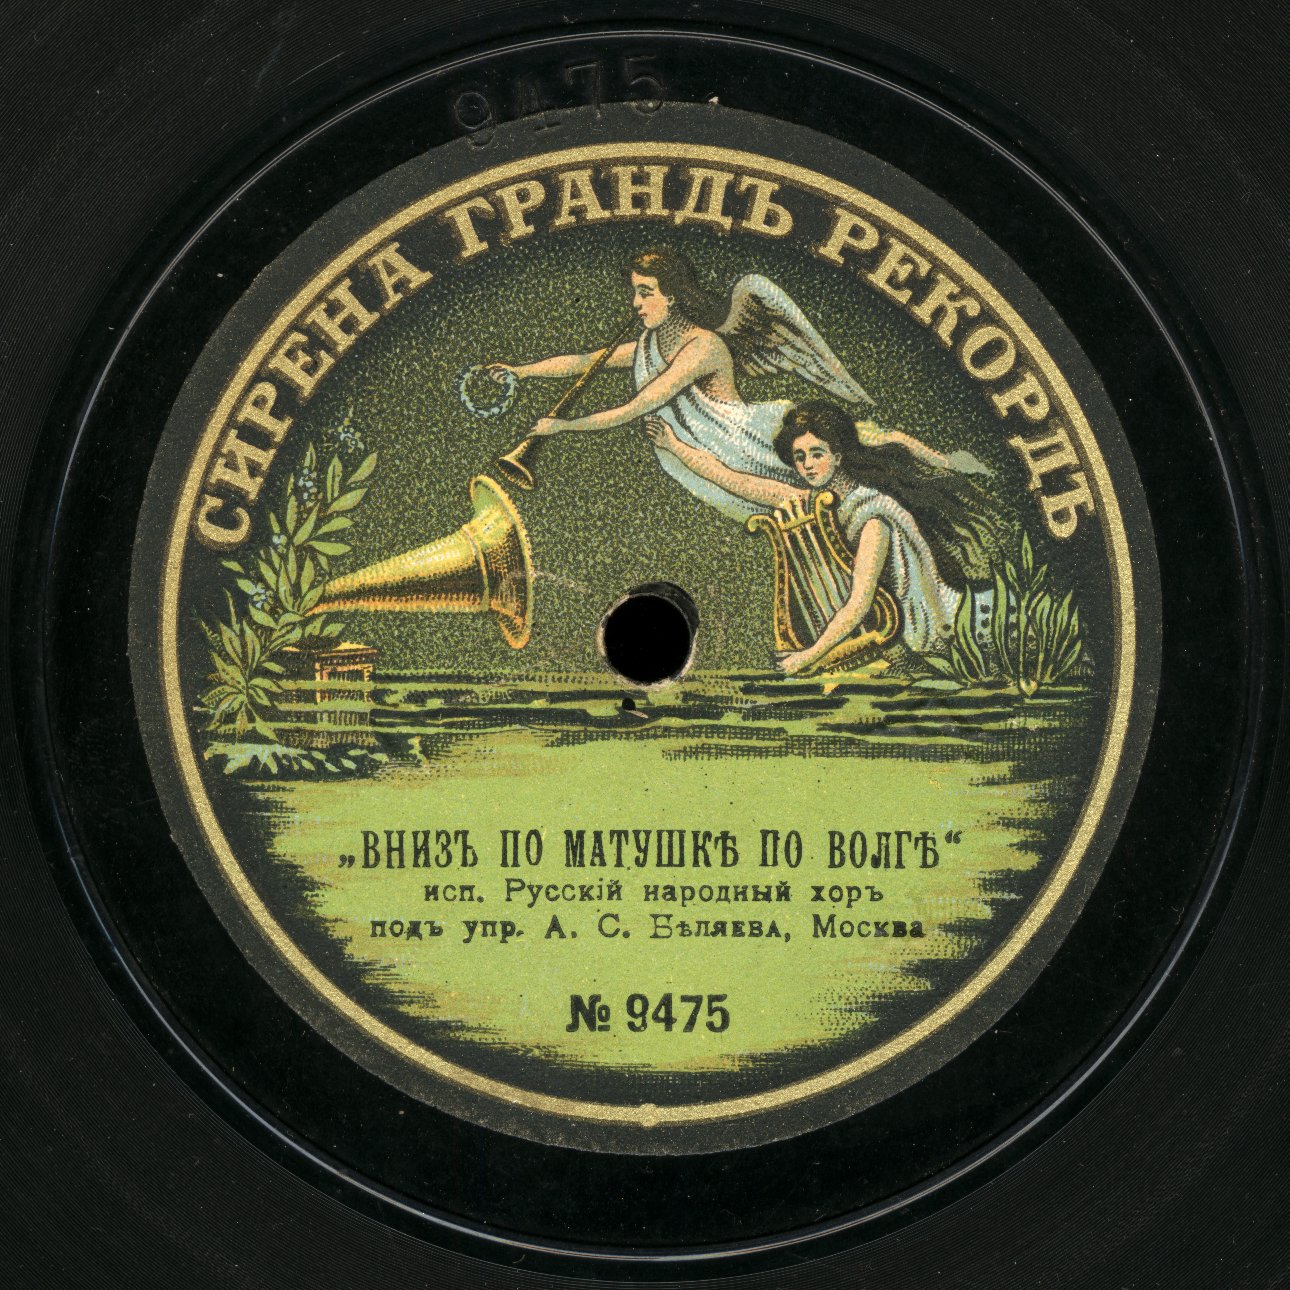 9475
СИРЕНА ГРАНДЪ РЕКОРДЪ
„ВНИЗЪ ПО МАТУШКѢ ПО ВОЛГѢ“
исп. Русскій народный хоръ
подъ упр. А. С. Бѣляева, Москва
№ 9475